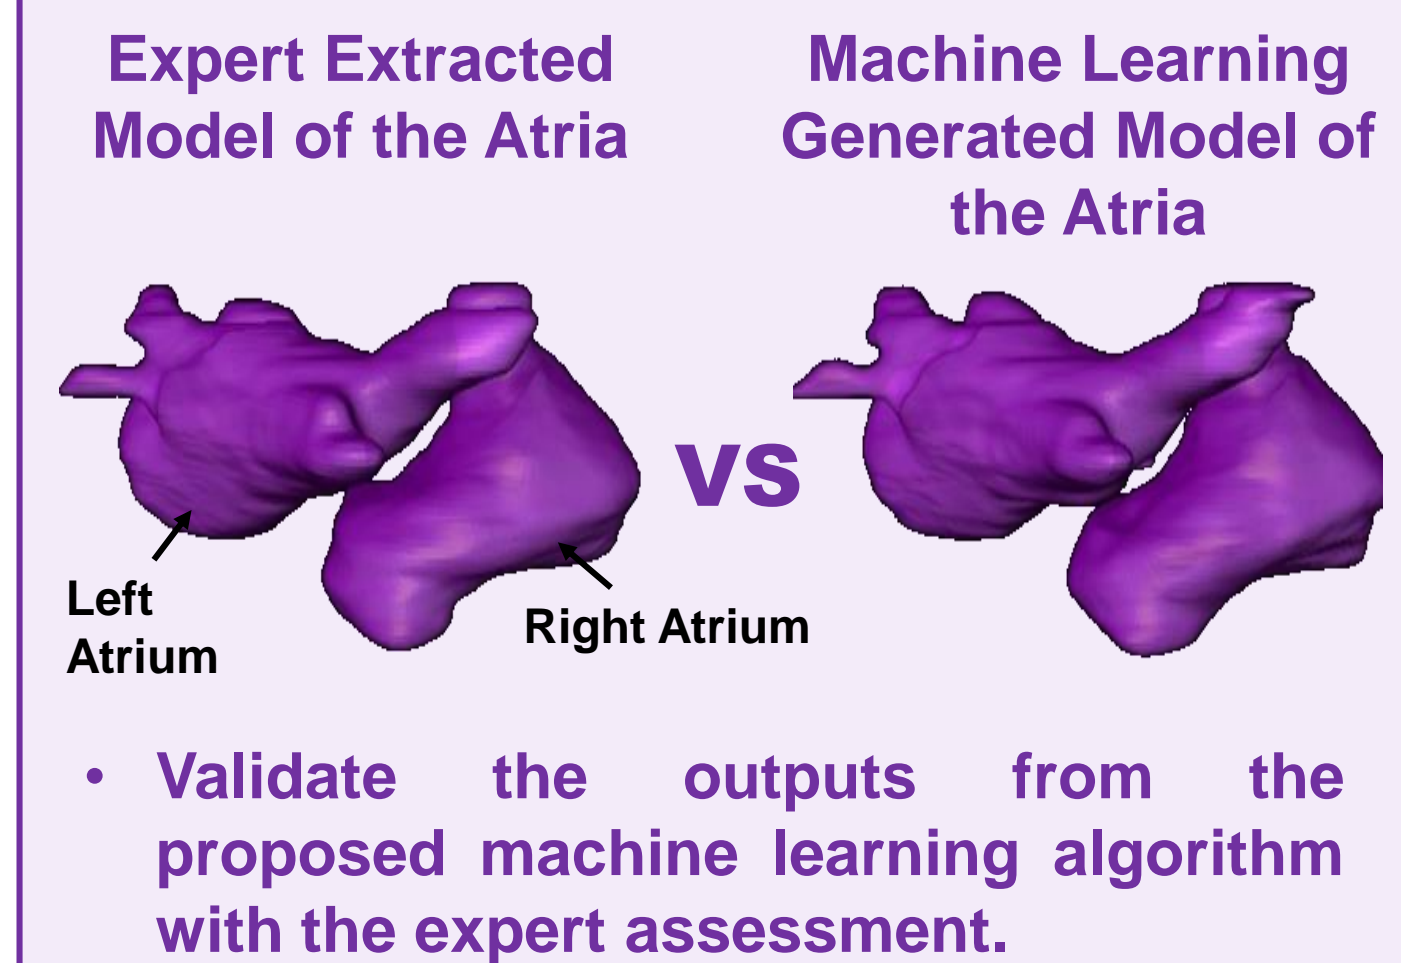 Expert Extracted
Model of the Atria
Machine Learning
Generated Model of
the Atria
vs
Left
Atrium
Right Atrium
• Validate the outputs from the
proposed machine learning algorithm
with the expert assessment.